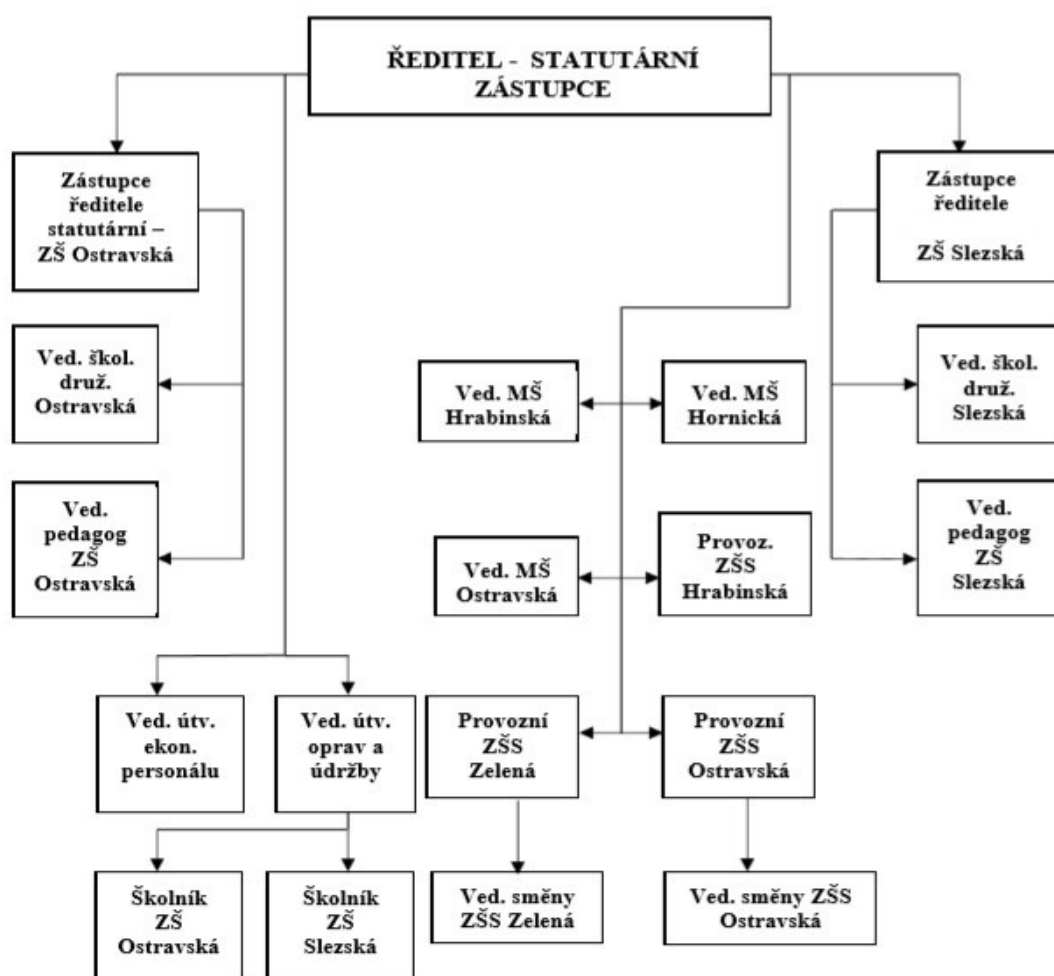 ŘEDITEL - STATUTÁRNÍ
ZÁSTUPCE
Zástupce
ředitele
statutární –
ZŠ Ostravská
Zástupce
ředitele
ZŠ Slezská
Ved. škol.
druž.
Ostravská
Ved. MŠ
Hrabinská
Ved. MŠ
Hornická
Ved. škol.
druž.
Slezská
Ved.
pedagog
ZŠ
Ostravská
Ved. MŠ
Ostravská
Provoz.
ZŠS
Hrabinská
Ved.
pedagog
ZŠ
Slezská
Ved. útv.
ekon.
personálu
Ved. útv.
oprav a
údržby
Provozní
ZŠS
Zelená
Provozní
ZŠS
Ostravská
Školník
ZŠ
Ostravská
Školník
ZŠ
Slezská
Ved. směny
ZŠS Zelená
Ved. směny ZŠS
Ostravská